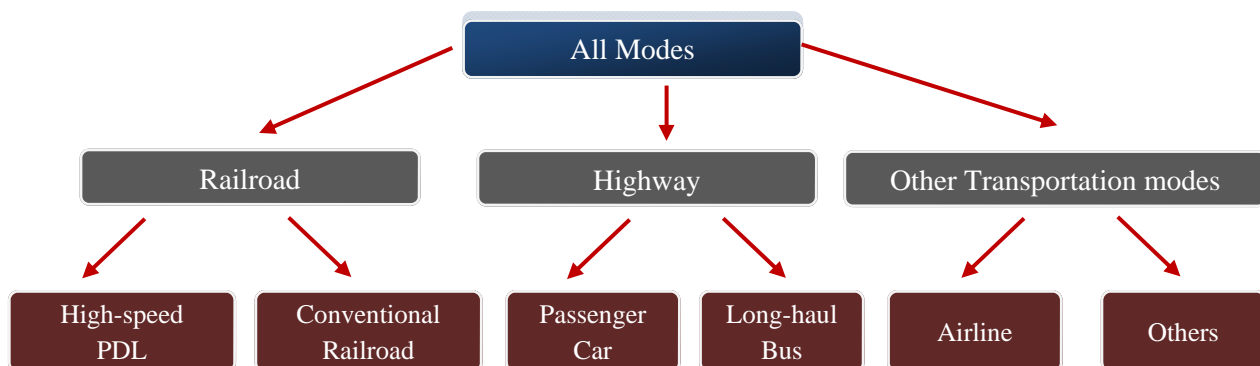 All Modes
Railroad
Highway
Other Transportation modes
High-speed
PDL
Conventional
Railroad
Passenger
Car
Long-haul
Bus
Airline
Others